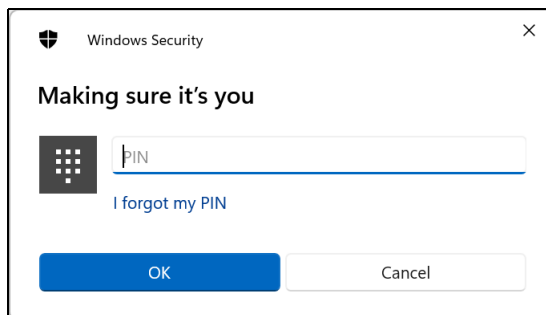 Windows Security
Making sure it's you
PIN
I forgot my PIN
OK
Cancel